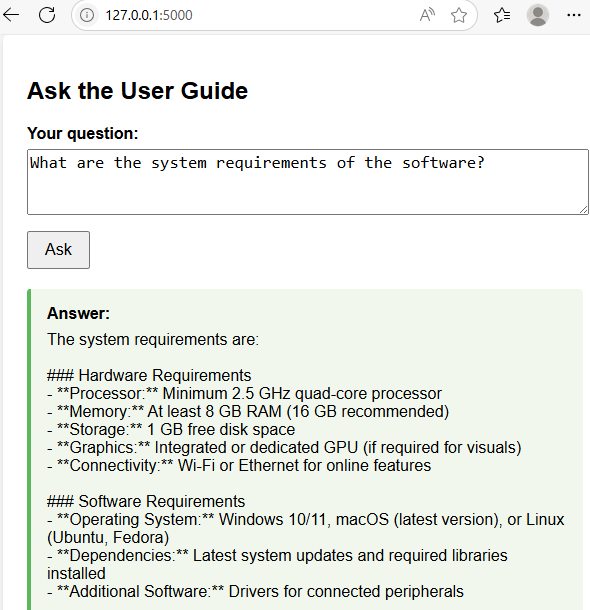 127.0.0.1:5000
Ask the User Guide
Your question:
What are the system requirements of the software?
Ask
Answer:
The system requirements are:
### Hardware Requirements
- **Processor:** Minimum 2.5 GHz quad-core processor
- **Memory:** At least 8 GB RAM (16 GB recommended)
- **Storage:** 1 GB free disk space
- **Graphics:** Integrated or dedicated GPU (if required for visuals)
- **Connectivity:** Wi-Fi or Ethernet for online features
### Software Requirements
- **Operating System:** Windows 10/11, macOS (latest version), or Linux
(Ubuntu, Fedora)
- **Dependencies:** Latest system updates and required libraries
installed
- **Additional Software:** Drivers for connected peripherals